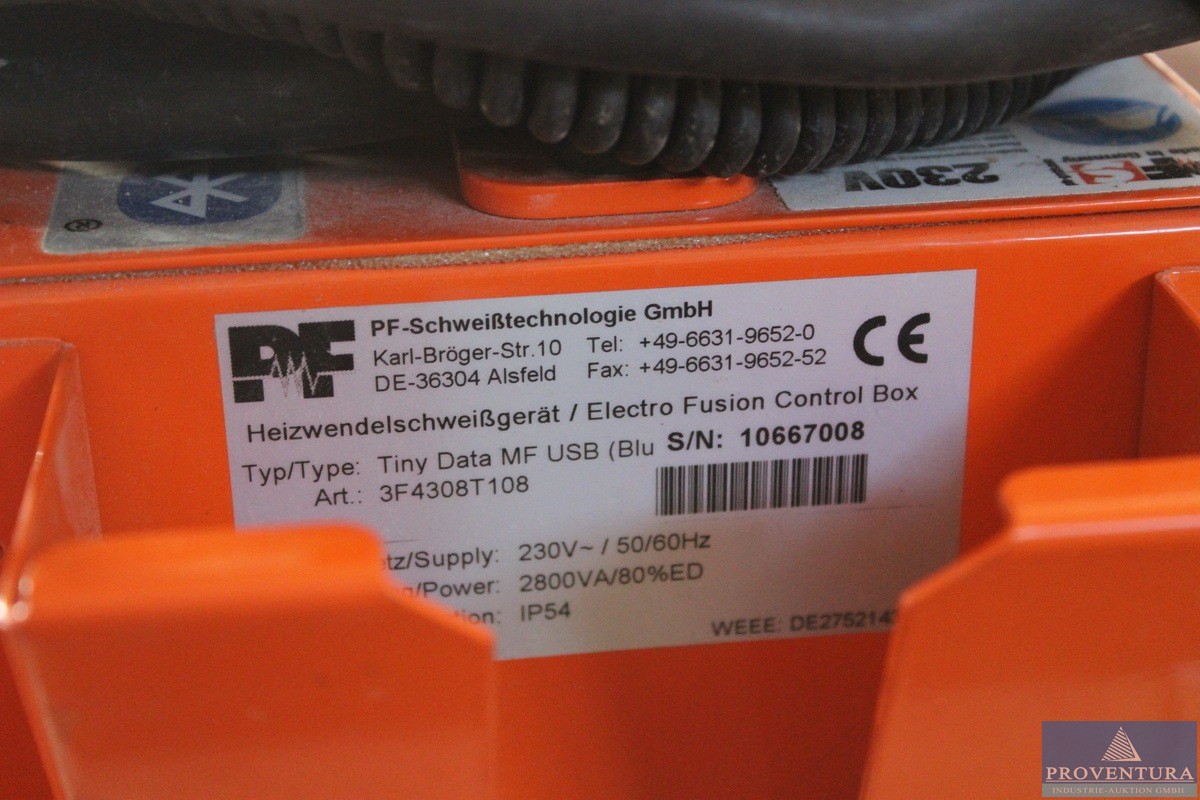 ®
230V
PF
PF-Schweißtechnologie GmbH
Karl-Bröger-Str.10 Tel: +49-6631-9652-0
DE-36304 Alsfeld Fax: +49-6631-9652-52
CE
Heizwendelschweißgerät / Electro Fusion Control Box
Typ/Type: Tiny Data MF USB (Blu S/N: 10667008
Art.: 3F4308T108
etz/Supply: 230V~ / 50/60Hz
/Power: 2800VA/80%ED
tion: IP54
WEEE: DE2752143
PROVENTURA
INDUSTRIE-AUKTION GMBH